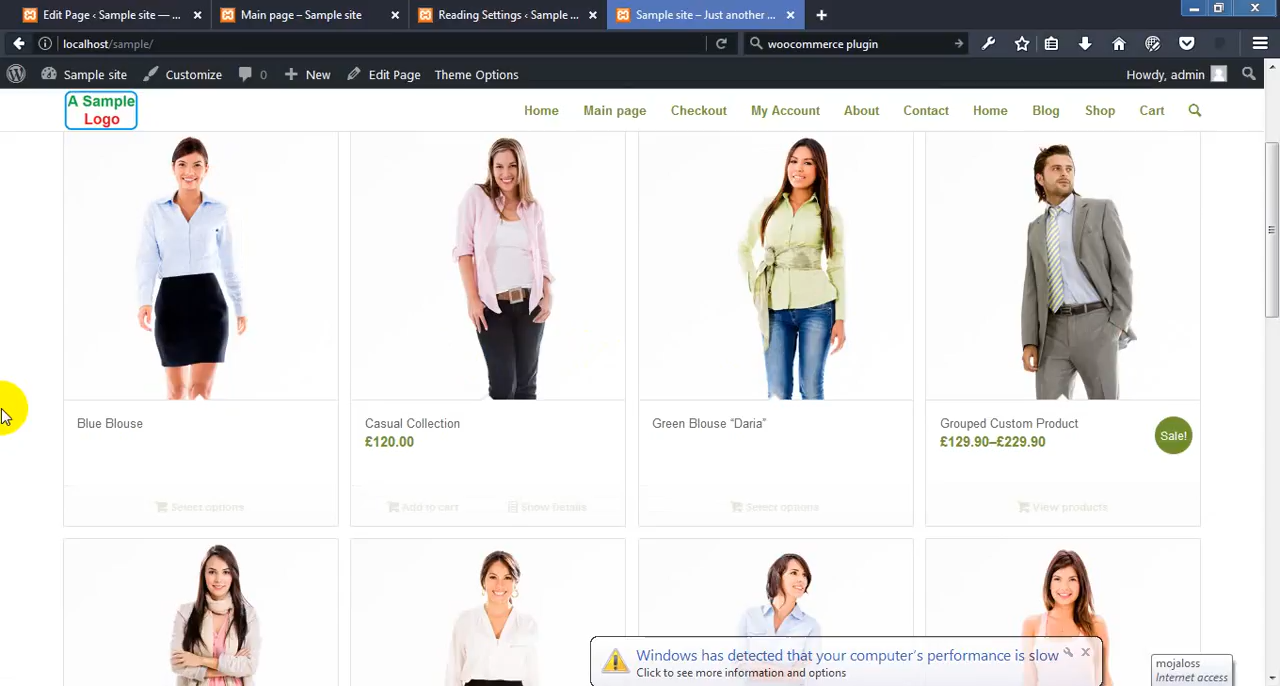 Edit Page ‹ Sample site — ...
Main page – Sample site
Reading Settings ‹ Sample ...
Sample site – Just another ...
localhost/sample/
woocommerce plugin
Sample site
Customize
0
New
Edit Page
Theme Options
Howdy, admin
A Sample
Logo
Home
Main page
Checkout
My Account
About
Contact
Home
Blog
Shop
Cart
Blue Blouse
Casual Collection
Green Blouse “Daria”
Grouped Custom Product
£120.00
£129.90–£229.90
Sale!
Select options
Add to cart
Show Details
Select options
View products
Windows has detected that your computer's performance is slow
Click to see more information and options
mojaloss
Internet access